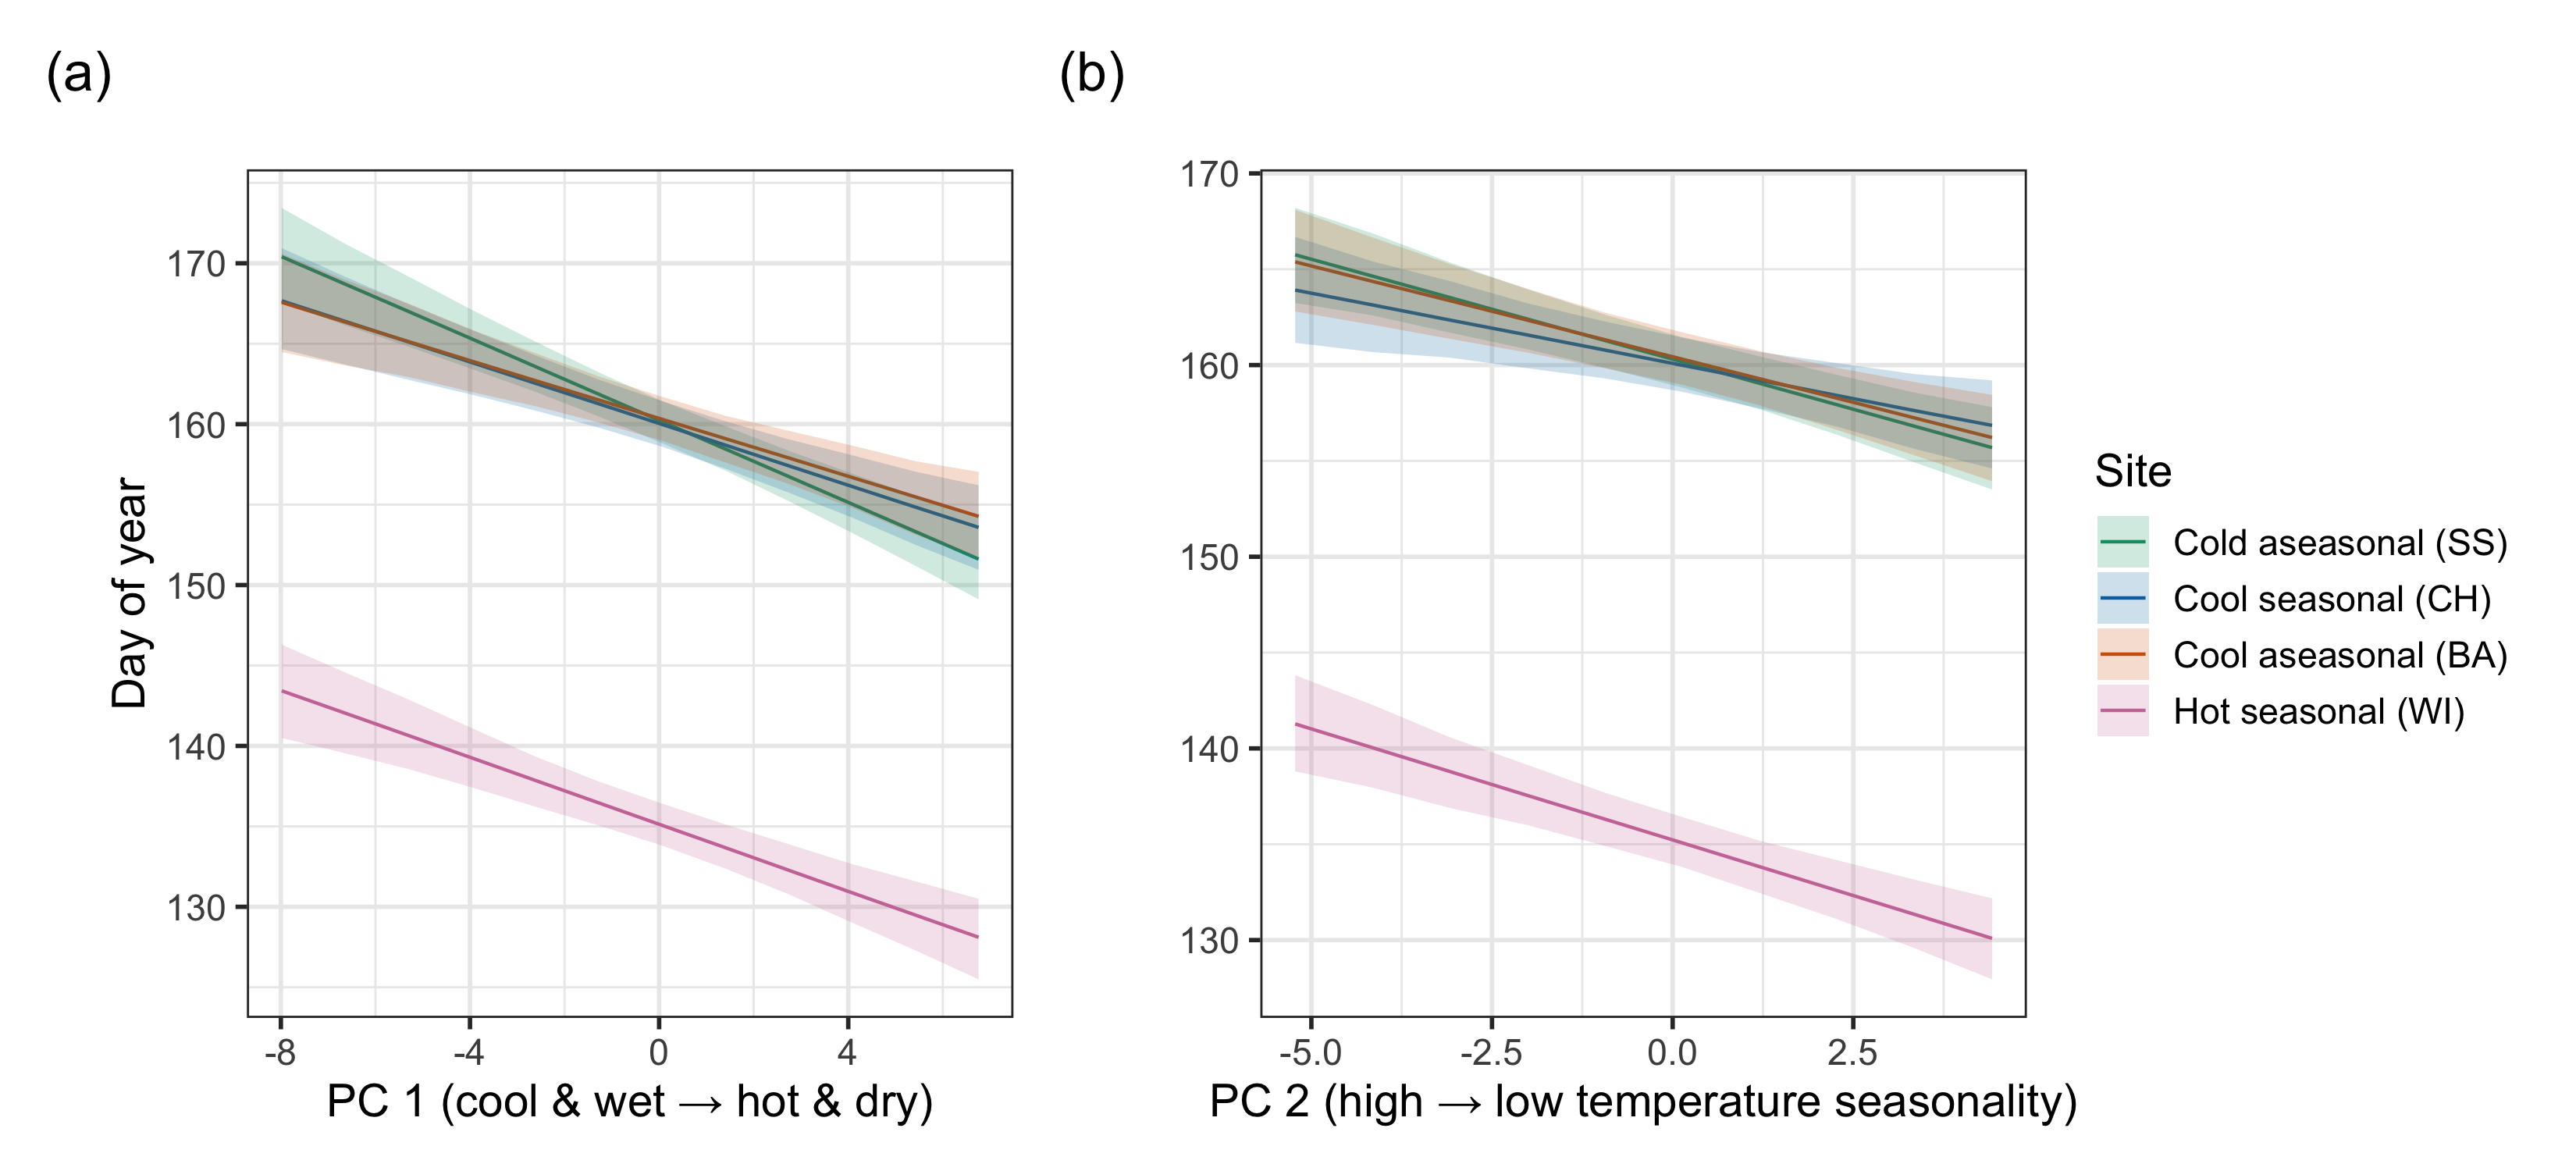 (a)
(b)
170
160
150
140
130
Day of year
-8
-4
0
4
PC 1 (cool & wet → hot & dry)
170
160
150
140
130
-5.0
-2.5
0.0
2.5
PC 2 (high → low temperature seasonality)
Site
Cold aseasonal (SS)
Cool seasonal (CH)
Cool aseasonal (BA)
Hot seasonal (WI)